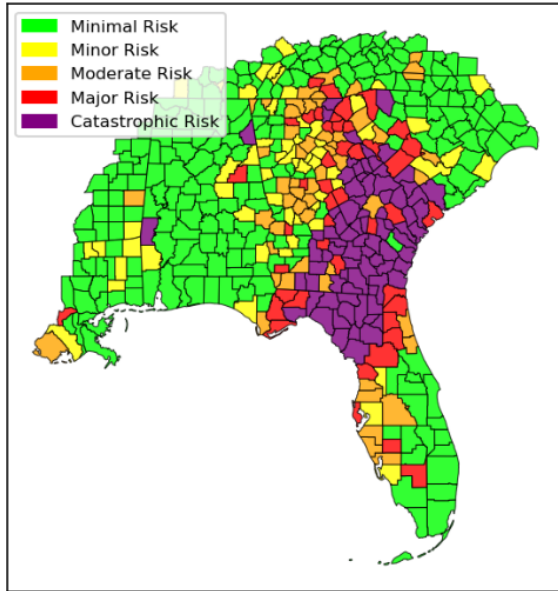 Minimal Risk
Minor Risk
Moderate Risk
Major Risk
Catastrophic Risk